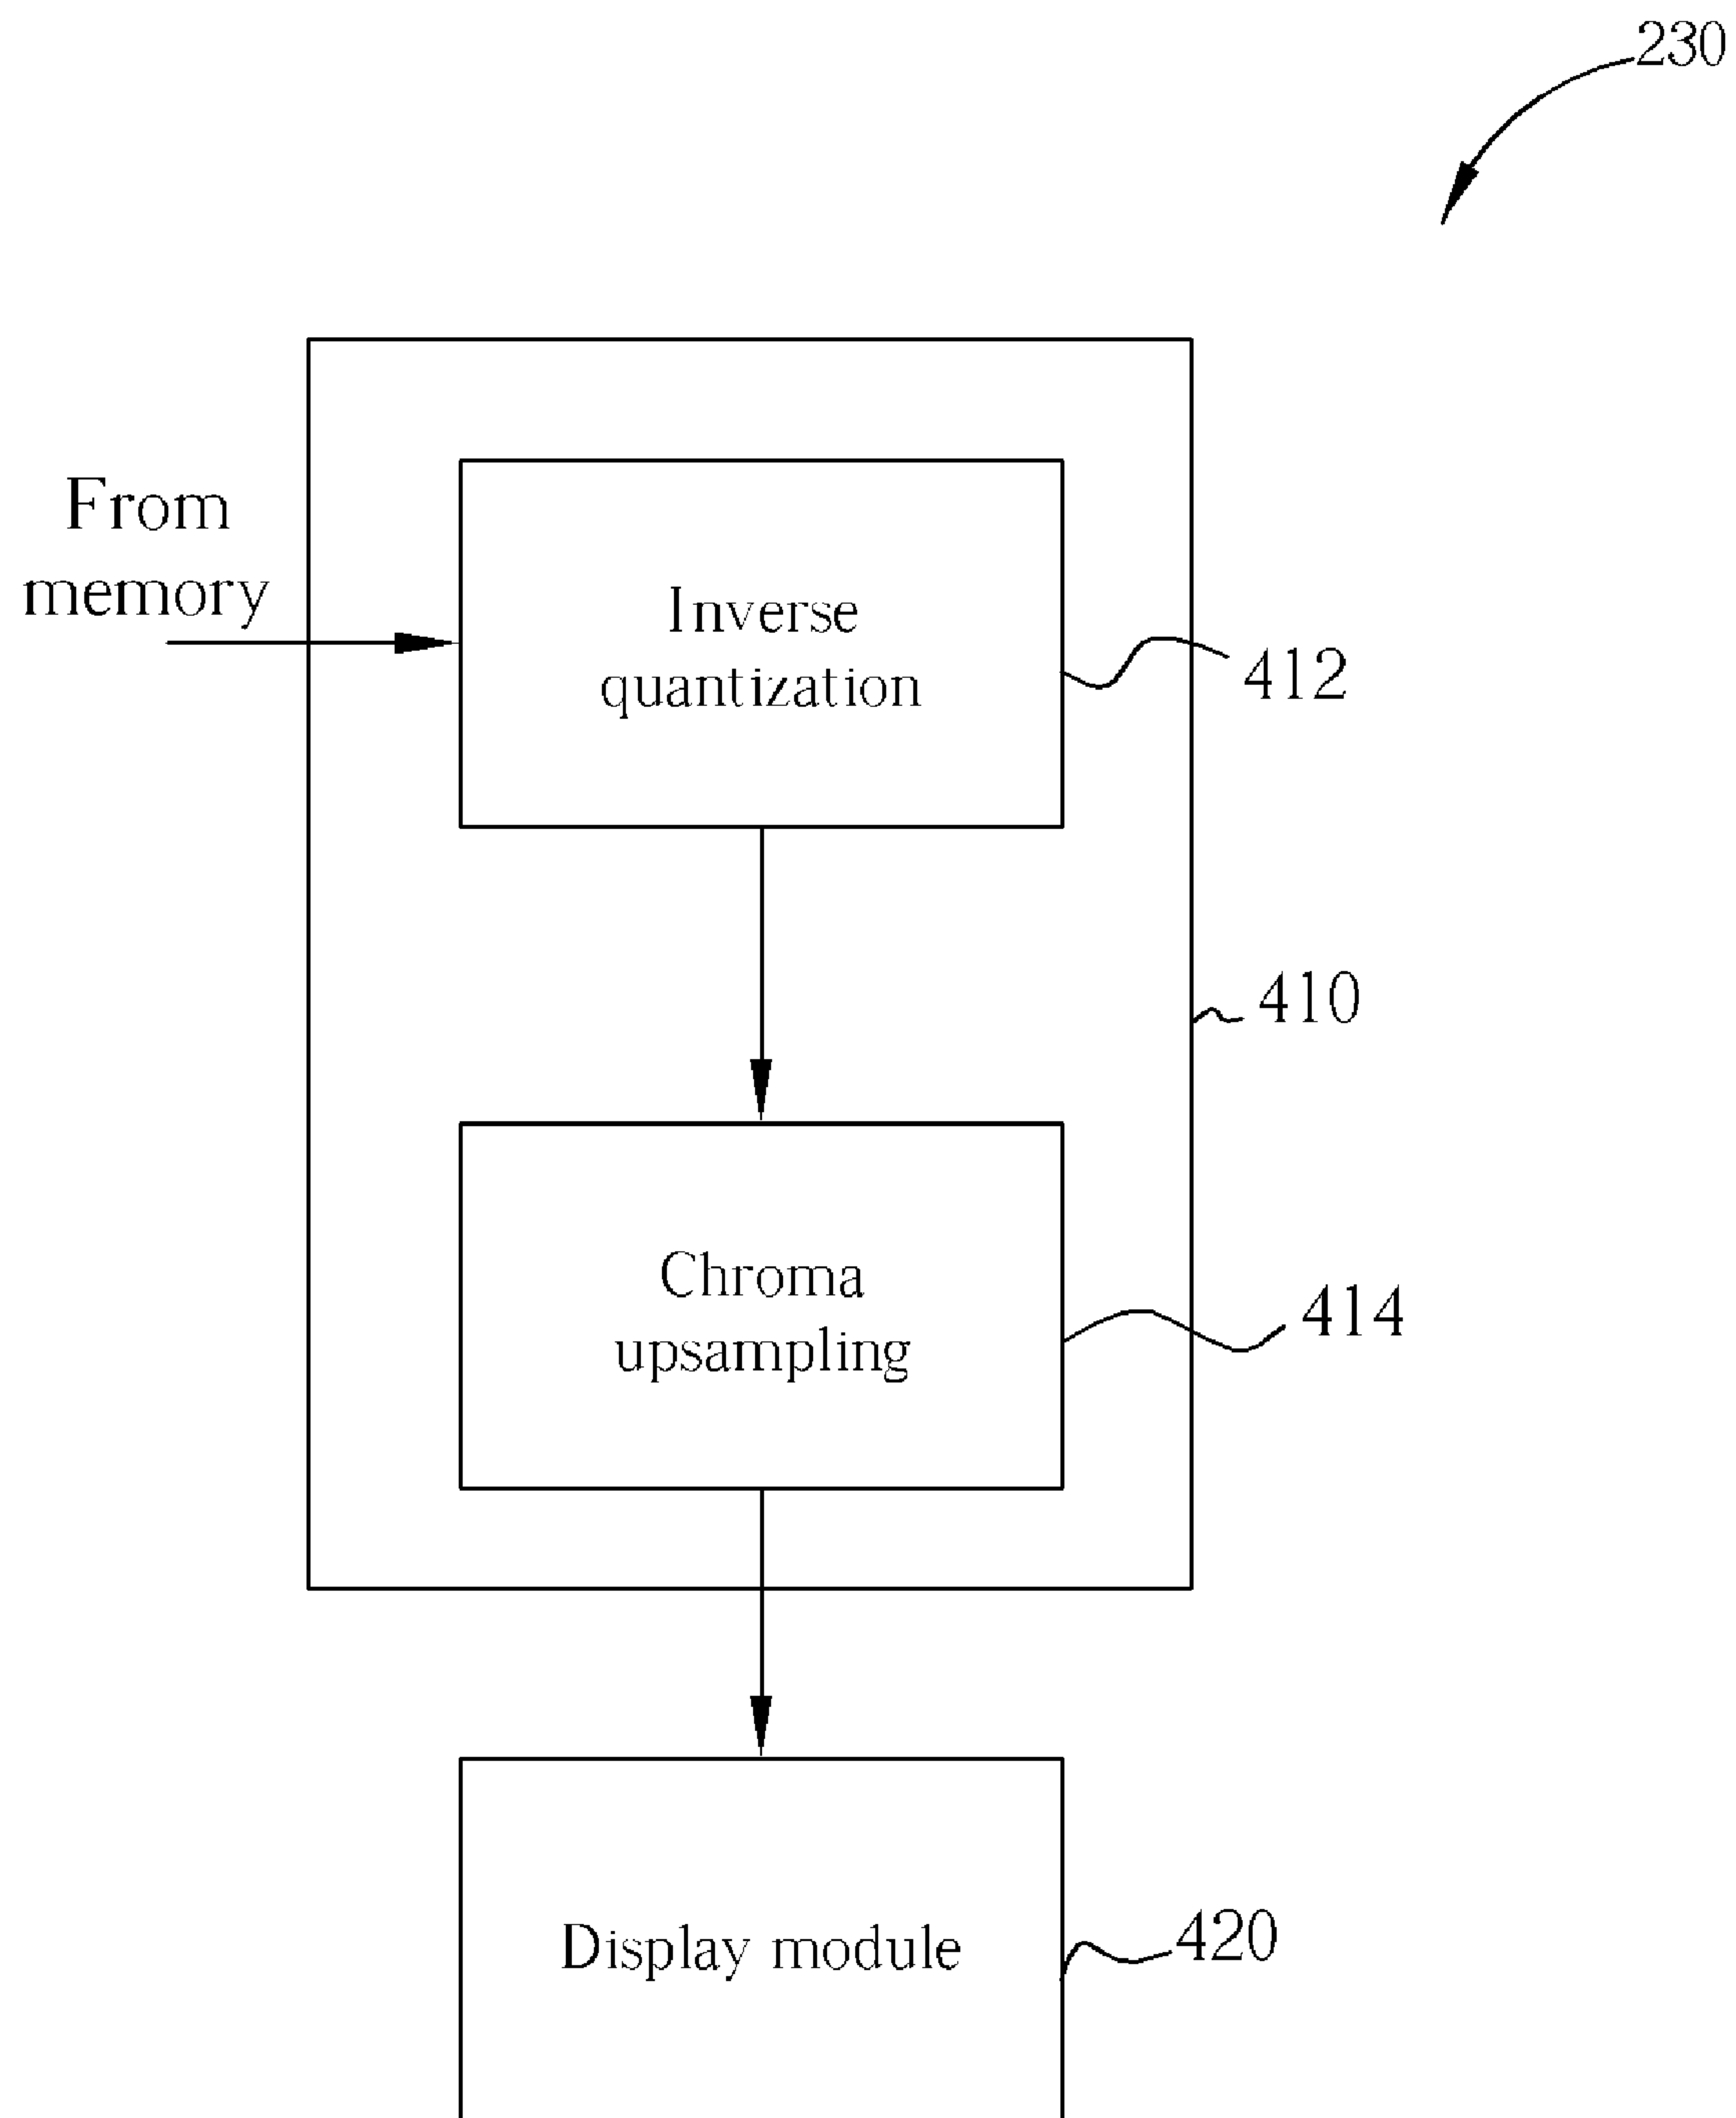 230
From
memory
Inverse
quantization
412
410
Chroma
upsampling
414
Display module
420